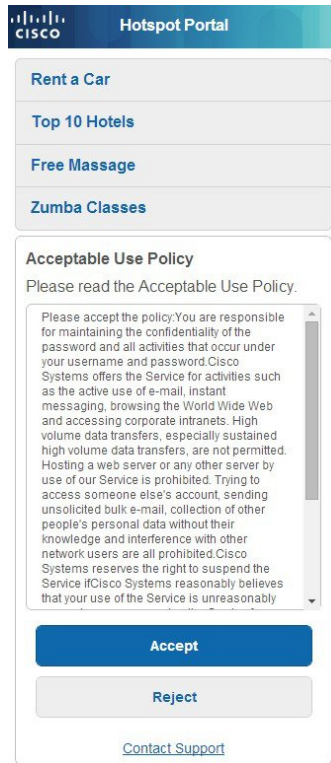 cisco Hotspot Portal
Rent a Car
Top 10 Hotels
Free Massage
Zumba Classes
Acceptable Use Policy
Please read the Acceptable Use Policy.
Please accept the policy:You are responsible
for maintaining the confidentiality of the
password and all activities that occur under
your username and password.Cisco
Systems offers the Service for activities such
as the active use of e-mail, instant
messaging, browsing the World Wide Web
and accessing corporate intranets. High
volume data transfers, especially sustained
high volume data transfers, are not permitted.
Hosting a web server or any other server by
use of our Service is prohibited. Trying to
access someone else's account, sending
unsolicited bulk e-mail, collection of other
people's personal data without their
knowledge and interference with other
network users are all prohibited.Cisco
Systems reserves the right to suspend the
Service ifCisco Systems reasonably believes
that your use of the Service is unreasonably
Accept
Reject
Contact Support